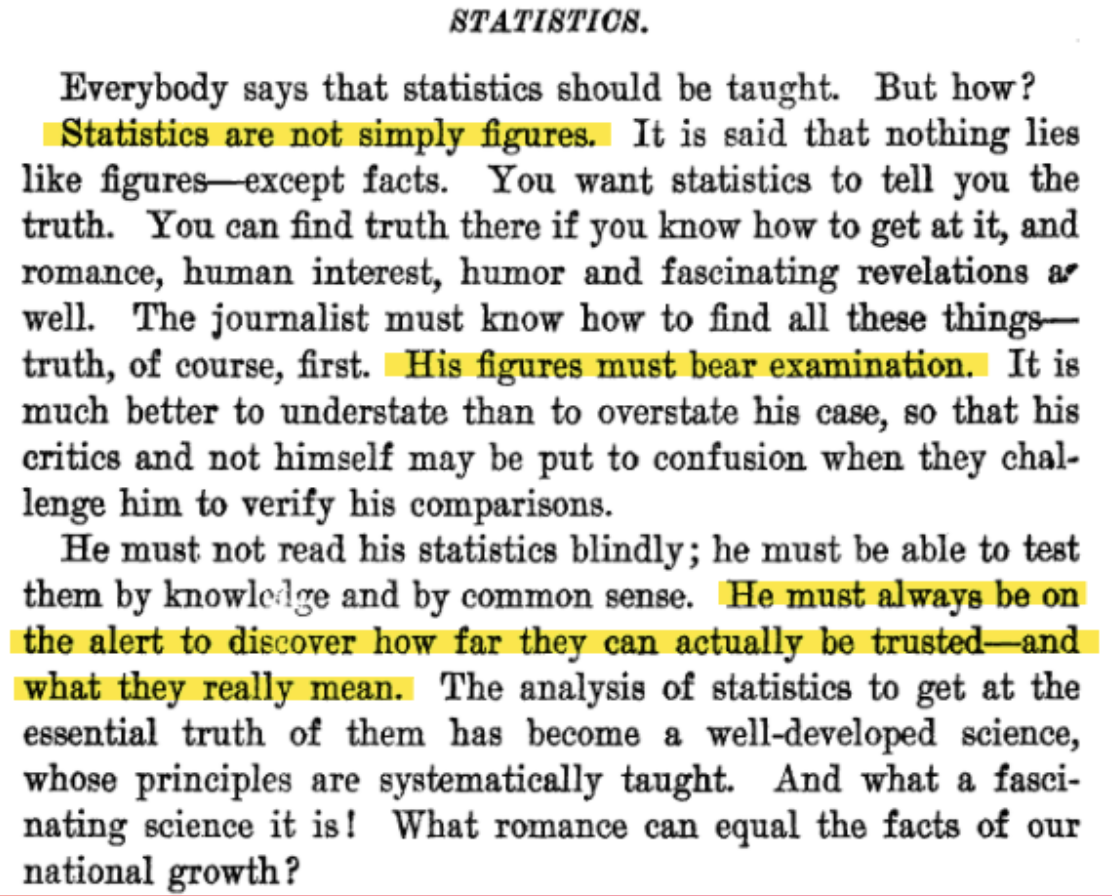 STATISTICS.
Everybody says that statistics should be taught. But how?
Statistics are not simply figures. It is said that nothing lies
like figures—except facts. You want statistics to tell you the
truth. You can find truth there if you know how to get at it, and
romance, human interest, humor and fascinating revelations as
well. The journalist must know how to find all these things—
truth, of course, first. His figures must bear examination. It is
much better to understate than to overstate his case, so that his
critics and not himself may be put to confusion when they chal-
lenge him to verify his comparisons.
He must not read his statistics blindly; he must be able to test
them by knowledge and by common sense. He must always be on
the alert to discover how far they can actually be trusted—and
what they really mean. The analysis of statistics to get at the
essential truth of them has become a well-developed science,
whose principles are systematically taught. And what a fasci-
nating science it is! What romance can equal the facts of our
national growth?